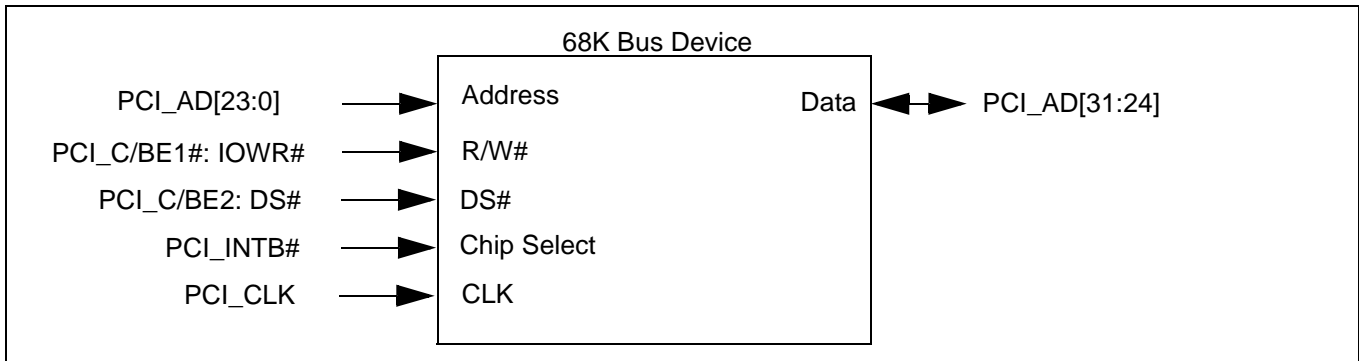 68K Bus Device
PCI_AD[23:0] Address Data PCI_AD[31:24]
PCI_C/BE1#: IOWR# R/W#
PCI_C/BE2: DS# DS#
PCI_INTB# Chip Select
PCI_CLK CLK